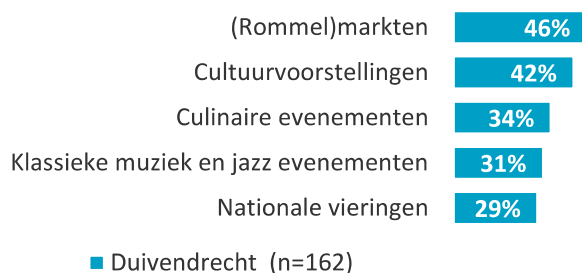 (Rommel)markten 46%
Cultuurvoorstellingen 42%
Culinaire evenementen 34%
Klassieke muziek en jazz evenementen 31%
Nationale vieringen 29%
Duivendrecht (n=162)